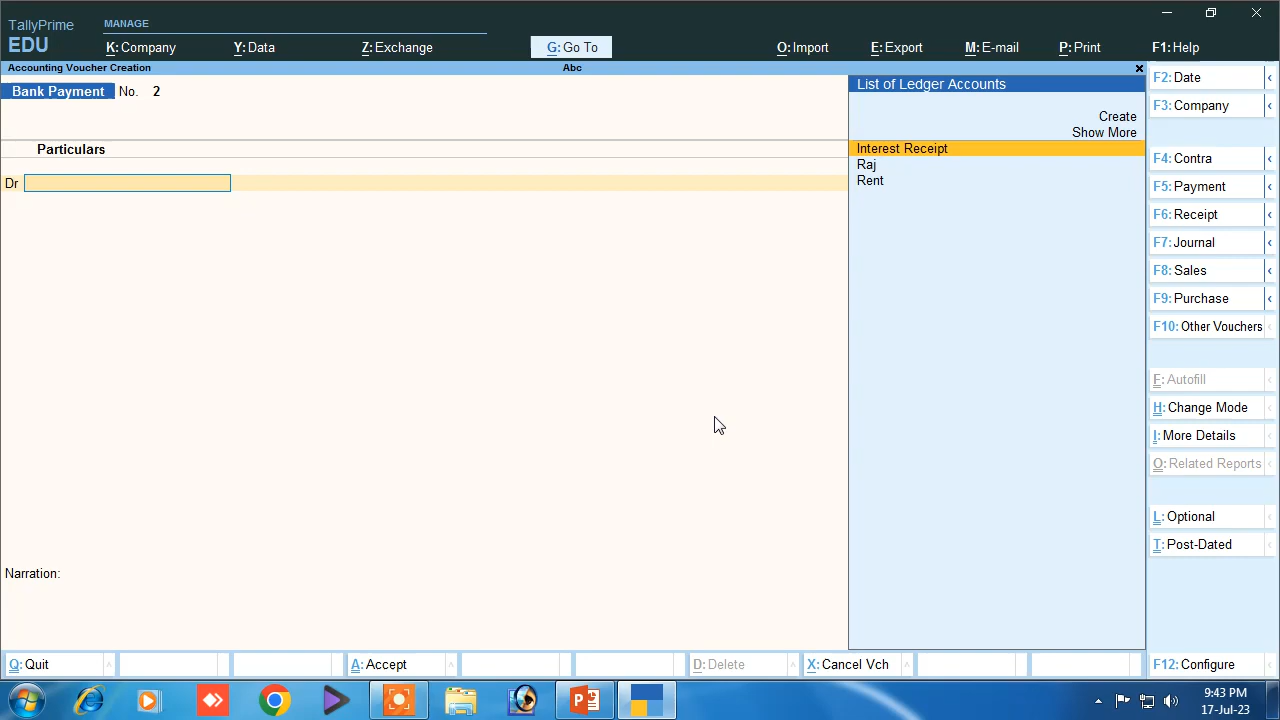 TallyPrime
EDU
MANAGE
K: Company
Y: Data
Z: Exchange
G: Go To
O: Import
E: Export
M: E-mail
P: Print
F1: Help
Accounting Voucher Creation
Abc
Bank Payment No. 2
Particulars
Dr
List of Ledger Accounts
Create
Show More
Interest Receipt
Raj
Rent
F2: Date
F3: Company
F4: Contra
F5: Payment
F6: Receipt
F7: Journal
F8: Sales
F9: Purchase
F10: Other Vouchers
F: Autofill
H: Change Mode
I: More Details
O: Related Reports
L: Optional
T: Post-Dated
Narration:
Q: Quit
A: Accept
D: Delete
X: Cancel Vch
F12: Configure
9:43 PM
17-Jul-23